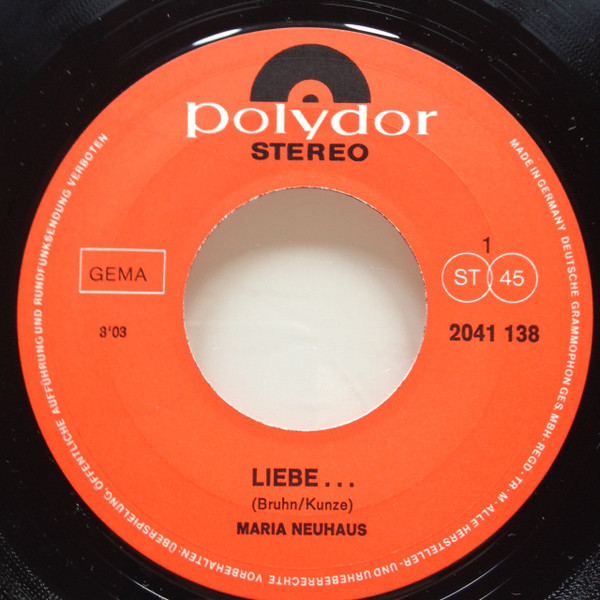 polydor
STEREO
GEMA
1
ST 45
3'03
2041 138
LIEBE...
(Bruhn/Kunze)
MARIA NEUHAUS
MADE IN GERMANY DEUTSCHE GRAMMOPHON GES MBH · REGD · TR · M · ALLE HERSTELLER- UND URHEBERRECHTE VORBEHALTEN: ÜBERSPIELUNG, ÖFFENTLICHE AUFFÜHRUNG UND RUNDFUNKSENDUNG VERBOTEN